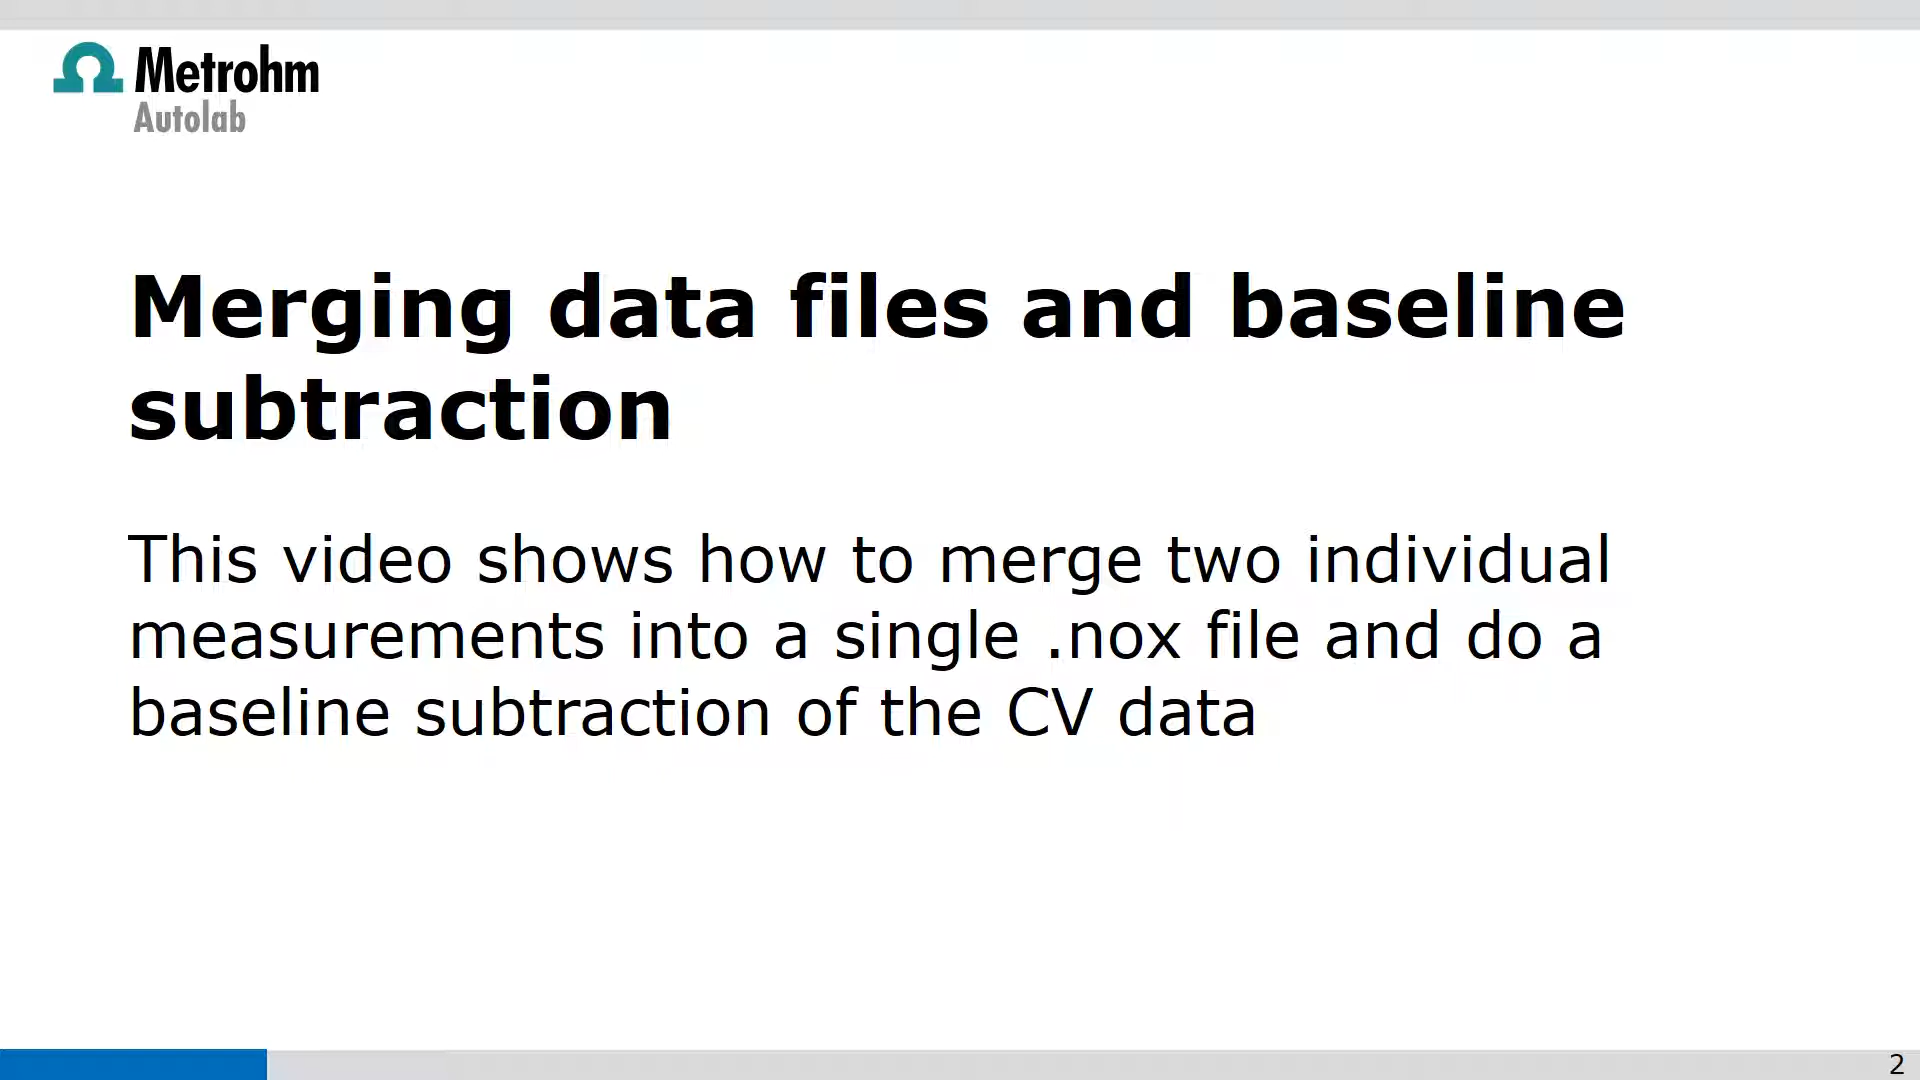 Metrohm
Autolab
Merging data files and baseline
subtraction
This video shows how to merge two individual
measurements into a single .nox file and do a
baseline subtraction of the CV data
2